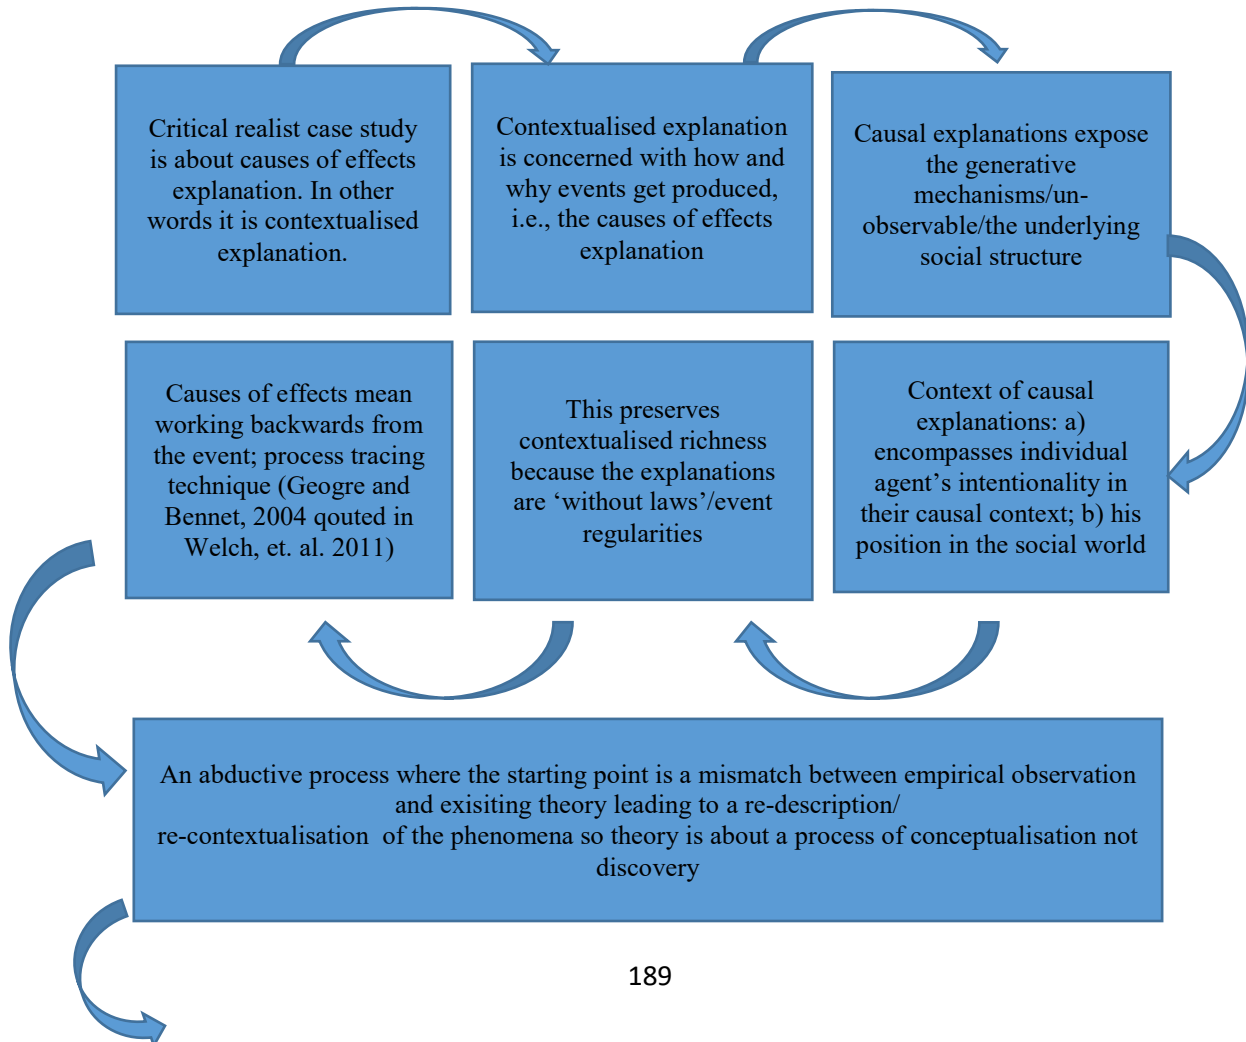 Critical realist case study
is about causes of effects
explanation. In other
words it is contextualised
explanation.
Contextualised explanation
is concerned with how and
why events get produced,
i.e., the causes of effects
explanation
Causal explanations expose
the generative
mechanisms/un-
observable/the underlying
social structure
Context of causal
explanations: a)
encompasses individual
agent’s intentionality in
their causal context; b) his
position in the social world
This preserves
contextualised richness
because the explanations
are ‘without laws’/event
regularities
Causes of effects mean
working backwards from
the event; process tracing
technique (Geogre and
Bennet, 2004 qouted in
Welch, et. al. 2011)
An abductive process where the starting point is a mismatch between empirical observation
and exisiting theory leading to a re-description/
re-contextualisation of the phenomena so theory is about a process of conceptualisation not
discovery
189